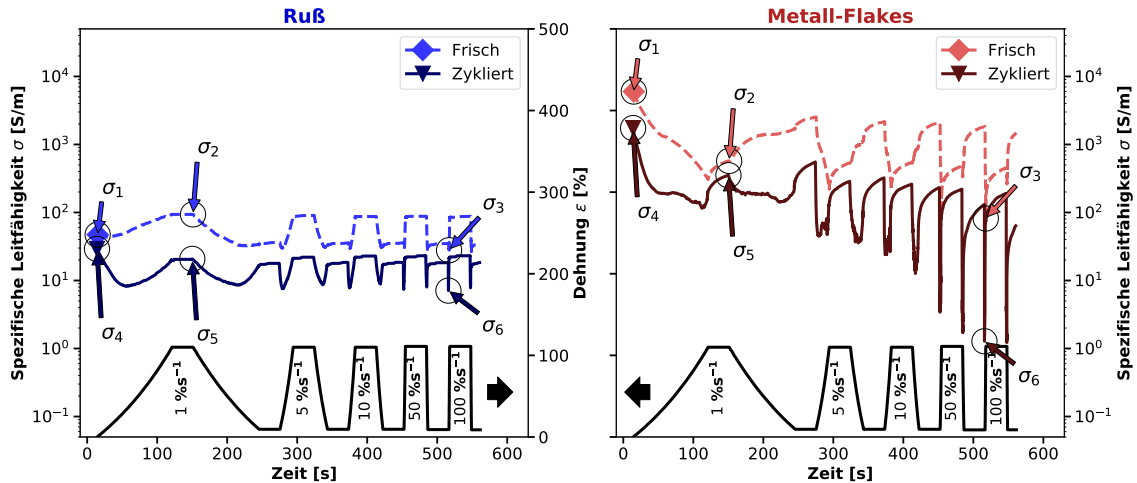 Ruß
Spezifische Leitfähigkeit σ [S/m]
10⁴
10³
10²
10¹
10⁰
10⁻¹
Frisch
Zykliert
σ₁
σ₂
σ₃
σ₄
σ₅
σ₆
1 %s⁻¹
5 %s⁻¹
10 %s⁻¹
50 %s⁻¹
100 %s⁻¹
0 100 200 300 400 500 600
Zeit [s]
500
400
300
200
100
0
Dehnung ε [%]
Metall-Flakes
Frisch
Zykliert
σ₁
σ₂
σ₃
σ₄
σ₅
σ₆
1 %s⁻¹
5 %s⁻¹
10 %s⁻¹
50 %s⁻¹
100 %s⁻¹
0 100 200 300 400 500 600
Zeit [s]
10⁴
10³
10²
10¹
10⁰
10⁻¹
Spezifische Leitfähigkeit σ [S/m]